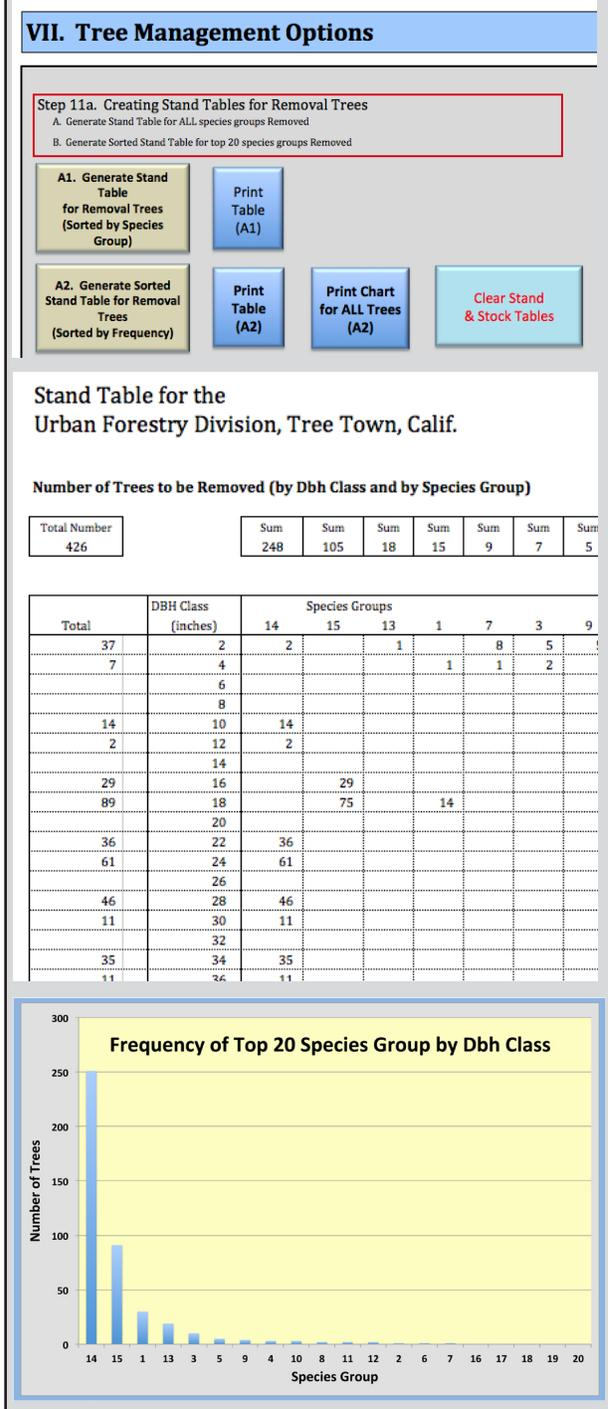 VII. Tree Management Options
Step 11a. Creating Stand Tables for Removal Trees
A. Generate Stand Table for ALL species groups Removed
B. Generate Sorted Stand Table for top 20 species groups Removed
A1. Generate Stand
Table
for Removal Trees
(Sorted by Species
Group)
Print
Table
(A1)
A2. Generate Sorted
Stand Table for Removal
Trees
(Sorted by Frequency)
Print
Table
(A2)
Print Chart
for ALL Trees
(A2)
Clear Stand
& Stock Tables
Stand Table for the
Urban Forestry Division, Tree Town, Calif.
Number of Trees to be Removed (by Dbh Class and by Species Group)
Total Number Sum Sum Sum Sum Sum Sum Sum
426 248 105 18 15 9 7 5
DBH Class Species Groups
Total (inches) 14 15 13 1 7 3 9
37 2 2 1 8 5
7 4 1 1 2
6
8
14 10 14
2 12 2
14
29 16 29
89 18 75 14
20
36 22 36
61 24 61
26
46 28 46
11 30 11
32
35 34 35
11 36 11
Frequency of Top 20 Species Group by Dbh Class
300
250
200
150
100
50
0
Number of Trees
14 15 1 13 3 5 9 4 10 8 11 12 2 6 7 16 17 18 19 20
Species Group